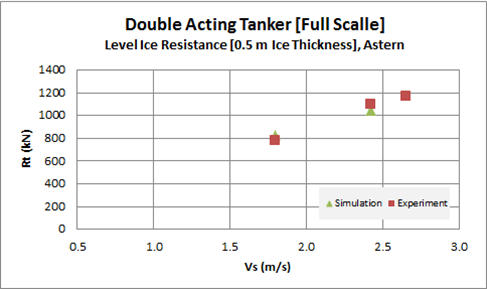 Double Acting Tanker [Full Scalle]
Level Ice Resistance [0.5 m Ice Thickness], Astern
Rt (kN)
1400
1200
1000
800
600
400
200
0
Simulation Experiment
0.5 1.0 1.5 2.0 2.5 3.0
Vs (m/s)